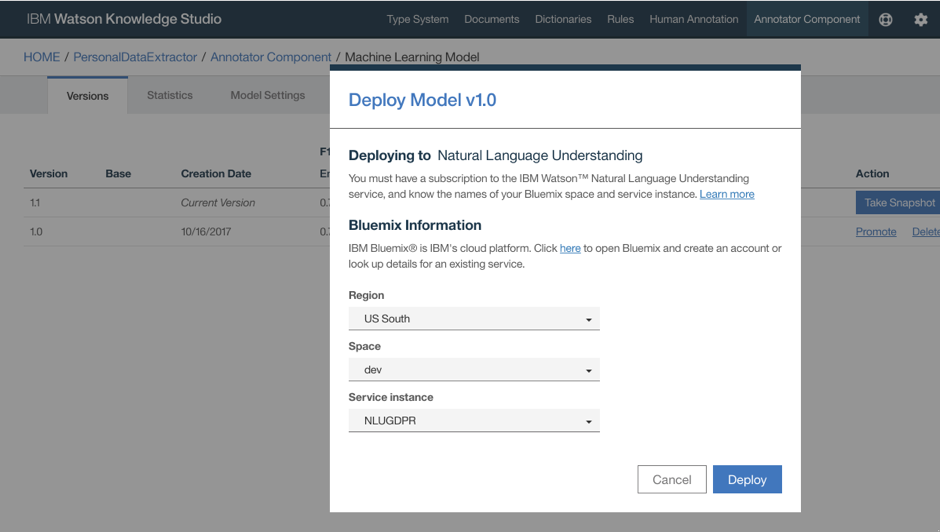 IBM Watson Knowledge Studio
Type System Documents Dictionaries Rules Human Annotation Annotator Component
HOME / PersonalDataExtractor / Annotator Component / Machine Learning Model
Versions Statistics Model Settings
Deploy Model v1.0
Deploying to Natural Language Understanding
You must have a subscription to the IBM Watson™ Natural Language Understanding
service, and know the names of your Bluemix space and service instance. Learn more
F1
Version Base Creation Date Action
1.1 Current Version Take Snapshot
1.0 10/16/2017 Promote Delete
Bluemix Information
IBM Bluemix® is IBM's cloud platform. Click here to open Bluemix and create an account or
look up details for an existing service.
Region
US South
Space
dev
Service instance
NLUGDPR
Cancel Deploy